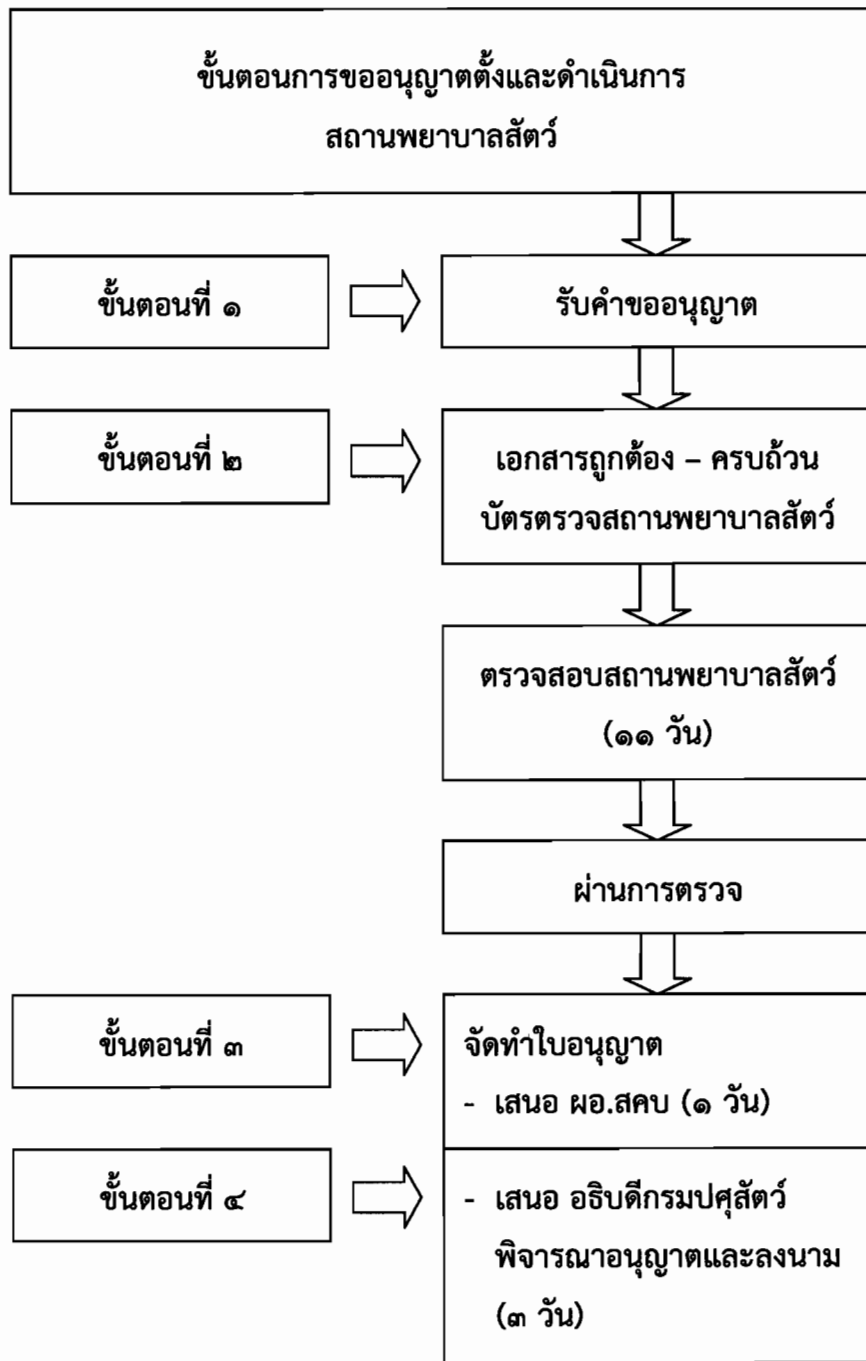 ขั้นตอนการขออนุญาตตั้งและดำเนินการ
สถานพยาบาลสัตว์
ขั้นตอนที่ ๑
รับคำขออนุญาต
ขั้นตอนที่ ๒
เอกสารถูกต้อง – ครบถ้วน
บัตรตรวจสถานพยาบาลสัตว์
ตรวจสอบสถานพยาบาลสัตว์
(๑๑ วัน)
ผ่านการตรวจ
ขั้นตอนที่ ๓
จัดทำใบอนุญาต
- เสนอ ผอ.สคบ (๑ วัน)
ขั้นตอนที่ ๔
- เสนอ อธิบดีกรมปศุสัตว์
พิจารณาอนุญาตและลงนาม
(๓ วัน)